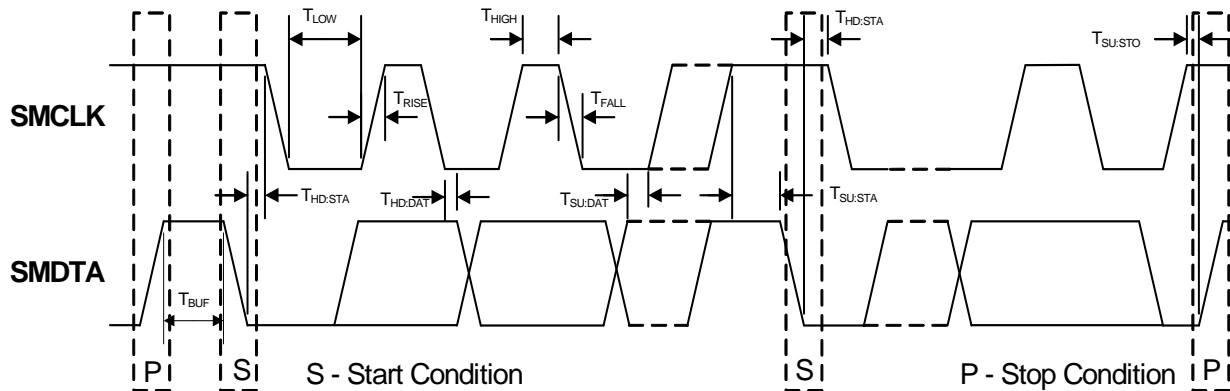 TLOW
THIGH
THD:STA
TSU:STO
SMCLK
TRISE
TFALL
THD:STA
THD:DAT
TSU:DAT
TSU:STA
SMDTA
TBUF
P
S
S - Start Condition
S
P - Stop Condition
P